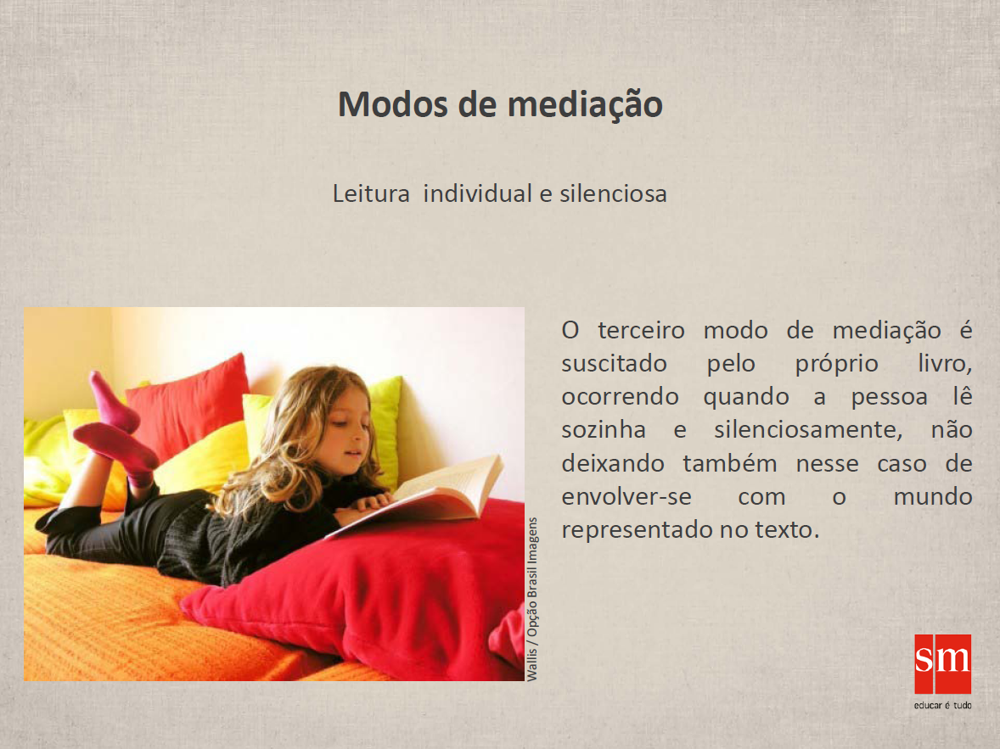 Modos de mediação
Leitura individual e silenciosa
O terceiro modo de mediação é
suscitado pelo próprio livro,
ocorrendo quando a pessoa lê
sozinha e silenciosamente, não
deixando também nesse caso de
envolver-se com o mundo
representado no texto.
Wallis / Opção Brasil Imagens
sm
educar é tudo